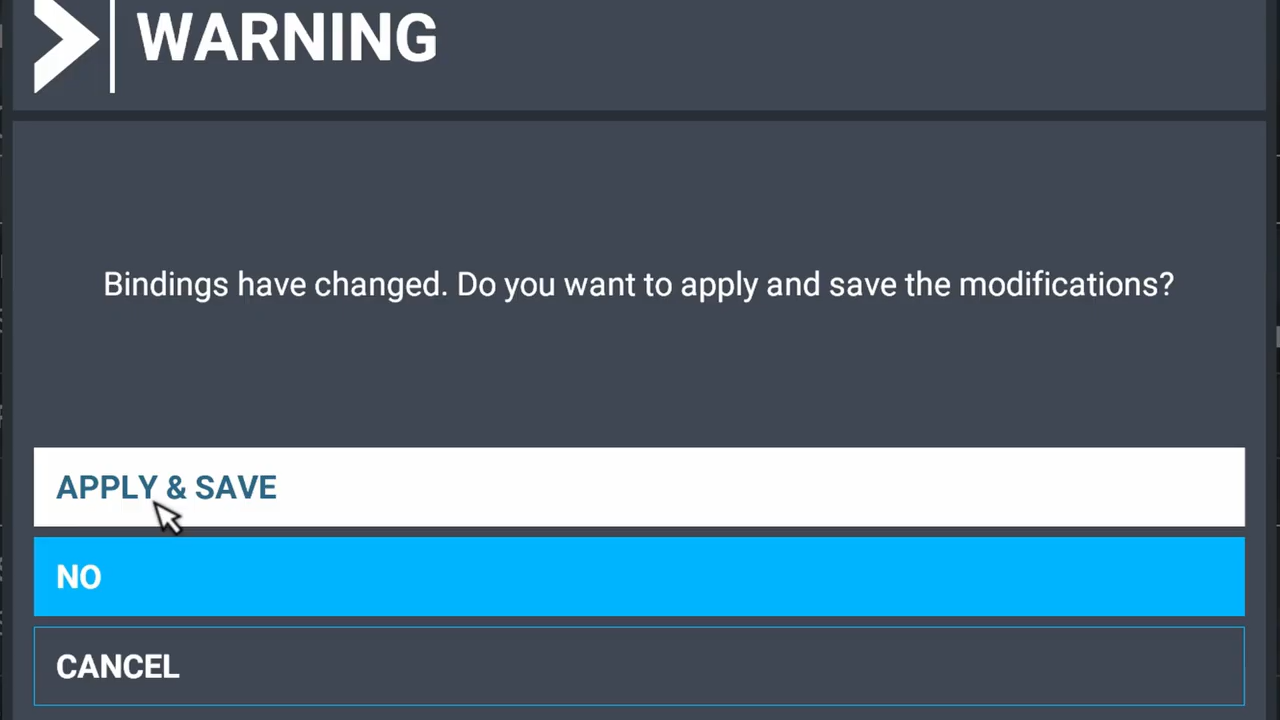 WARNING
Bindings have changed. Do you want to apply and save the modifications?
APPLY & SAVE
NO
CANCEL